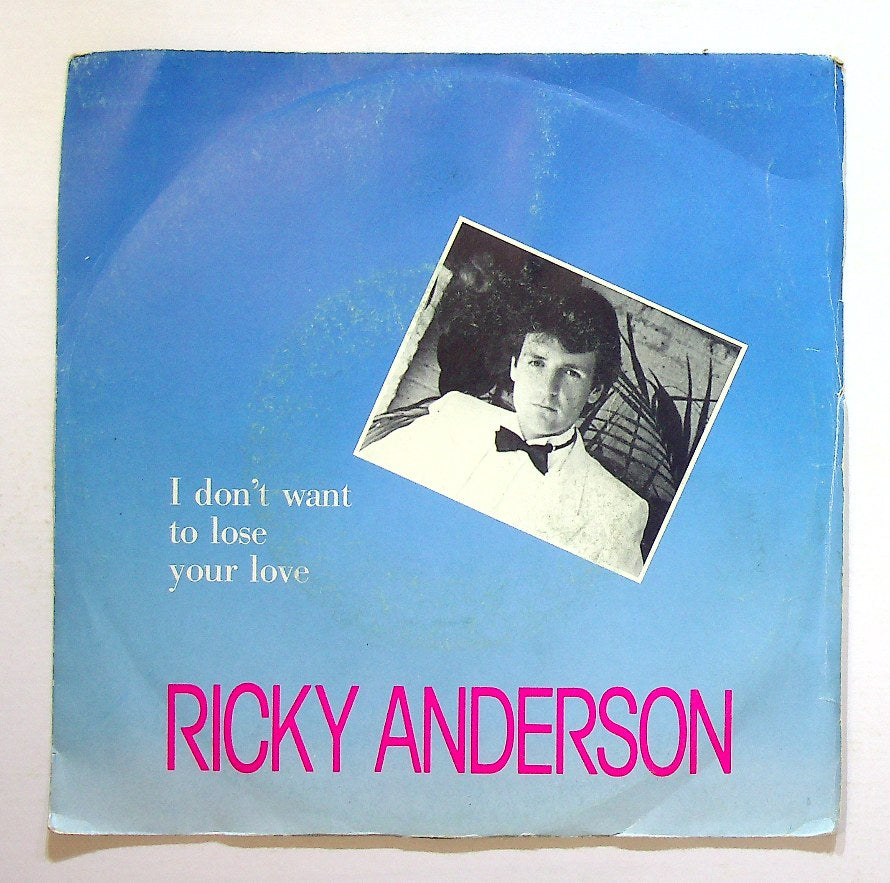 I don't want
to lose
your love
RICKY ANDERSON